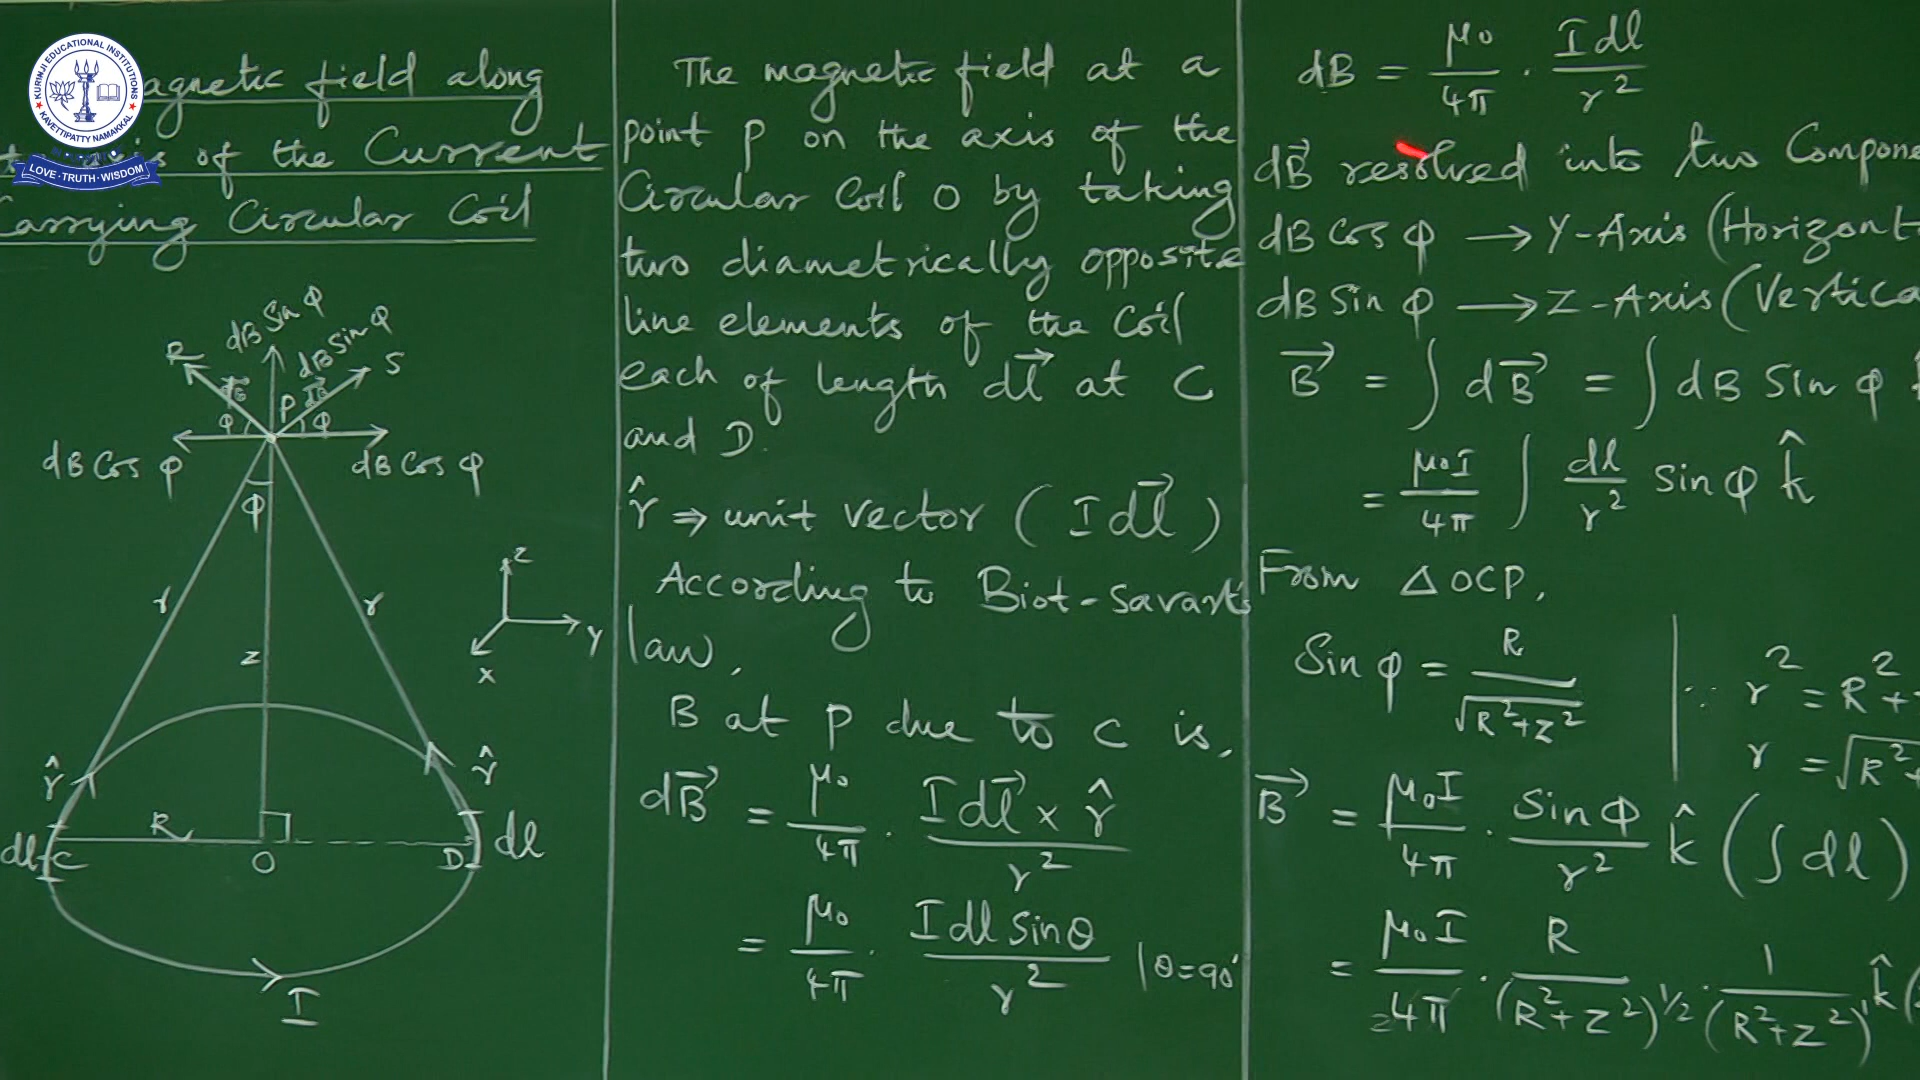 KURINJI EDUCATIONAL INSTITUTIONS
KAVETTIPATTY NAMAKKAL
LOVE · TRUTH · WISDOM
agnetic field along
axis of the Current
Carrying Circular Coil
dB Sin φ
dB Sin φ
R
S
P
φ
φ
dB Cos φ
dB Cos φ
φ
r
r
z
Z
Y
X
r̂
r̂
R
dl
C
O
D
dl
I
The magnetic field at a
point P on the axis of the
Circular Coil O by taking
two diametrically opposite
line elements of the Coil
each of length dl⃗ at C
and D.
r̂ ⇒ unit vector ( I dl⃗ )
According to Biot-savart's
law,
B at P due to C is,
dB⃗ = μ₀/4π · I dl⃗ × r̂ / r²
= μ₀/4π · I dl sinθ / r² | θ=90°
dB = μ₀/4π · I dl / r²
dB⃗ resolved into two Compone
dB Cos φ → Y-Axis (Horizont
dB Sin φ → Z-Axis (Vertica
B⃗ = ∫ dB⃗ = ∫ dB Sin φ
= μ₀I/4π ∫ dl/r² sin φ k̂
From △ OCP,
Sin φ = R/√R²+Z² ∵ r² = R²+
r = √R²+
B⃗ = μ₀I/4π · Sin φ/r² k̂ (∫ dl)
= μ₀I/4π · R/(R²+Z²)^1/2 · 1/(R²+Z²) k̂ (